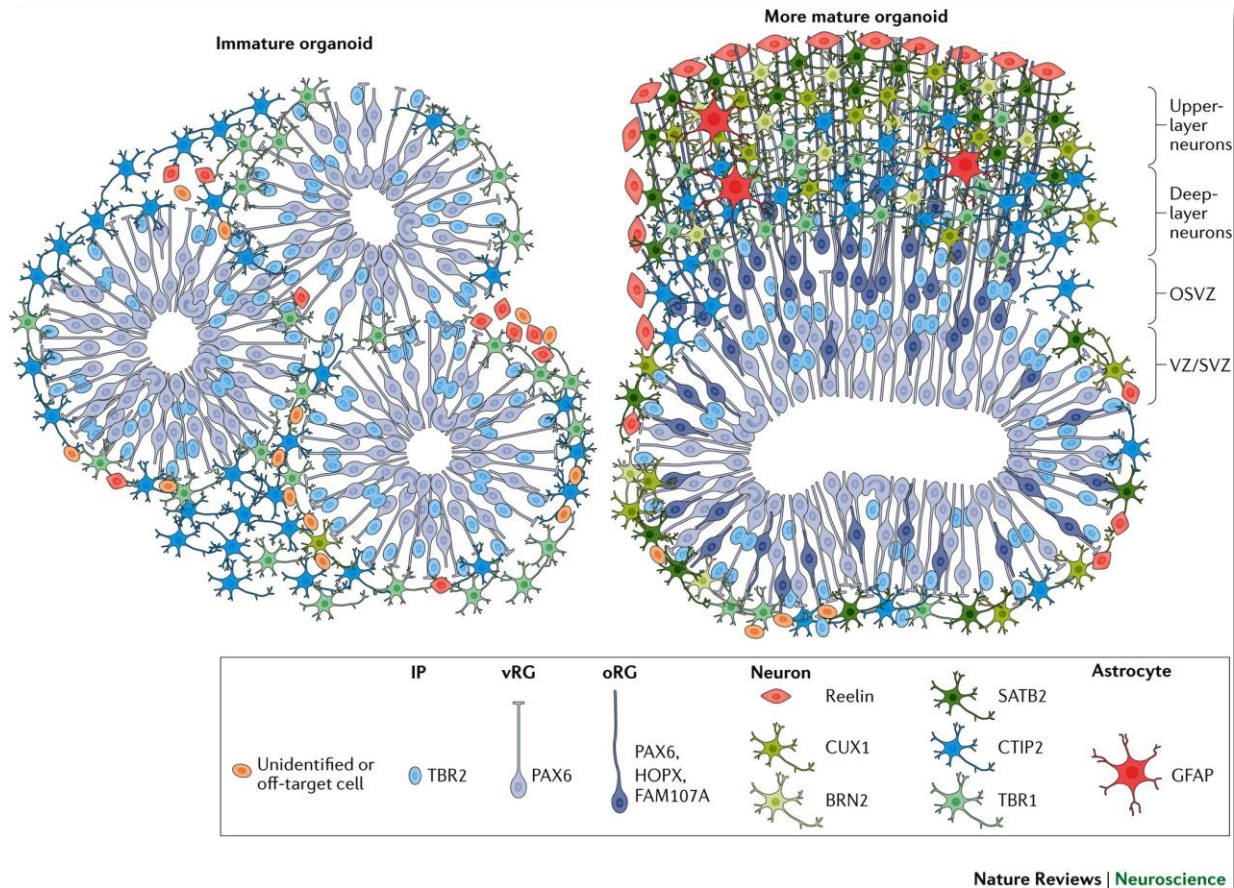 Immature organoid
More mature organoid
Upper-
layer
neurons
Deep-
layer
neurons
OSVZ
VZ/SVZ
IP
vRG
oRG
Neuron
Astrocyte
Unidentified or
off-target cell
TBR2
PAX6
PAX6,
HOPX,
FAM107A
Reelin
CUX1
BRN2
SATB2
CTIP2
TBR1
GFAP
Nature Reviews | Neuroscience